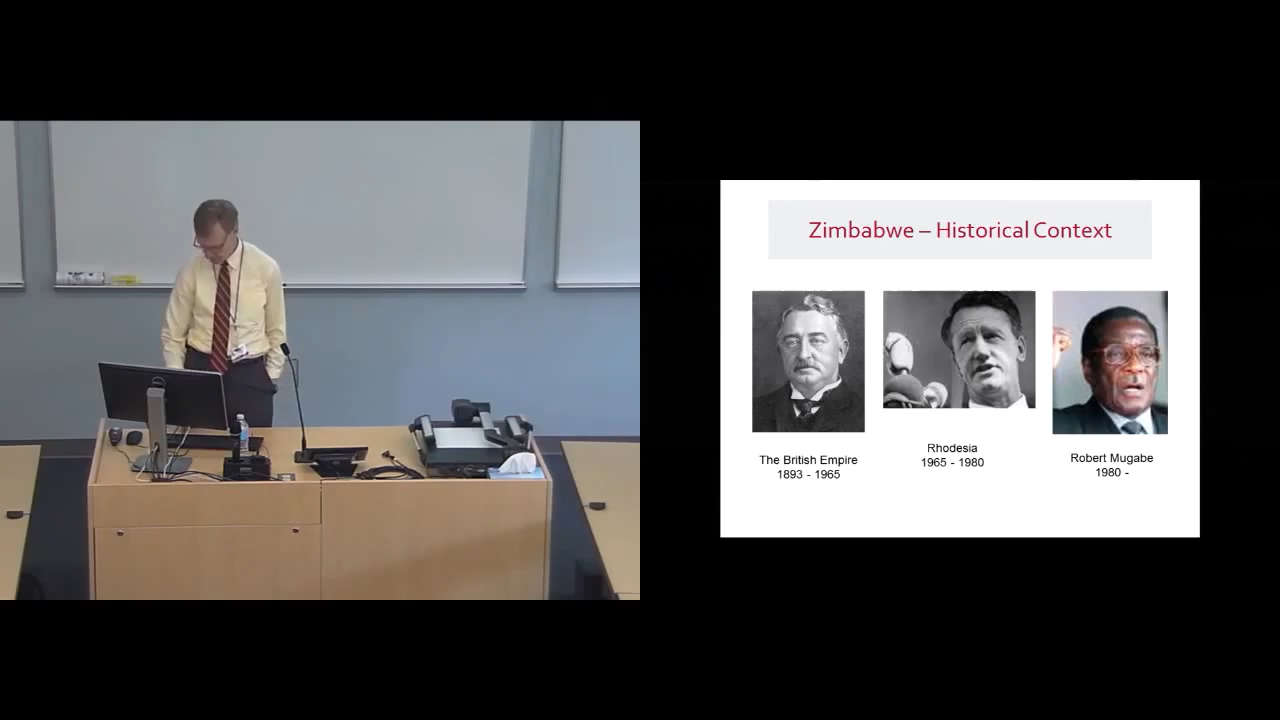 Zimbabwe – Historical Context
The British Empire
1893 - 1965
Rhodesia
1965 - 1980
Robert Mugabe
1980 -